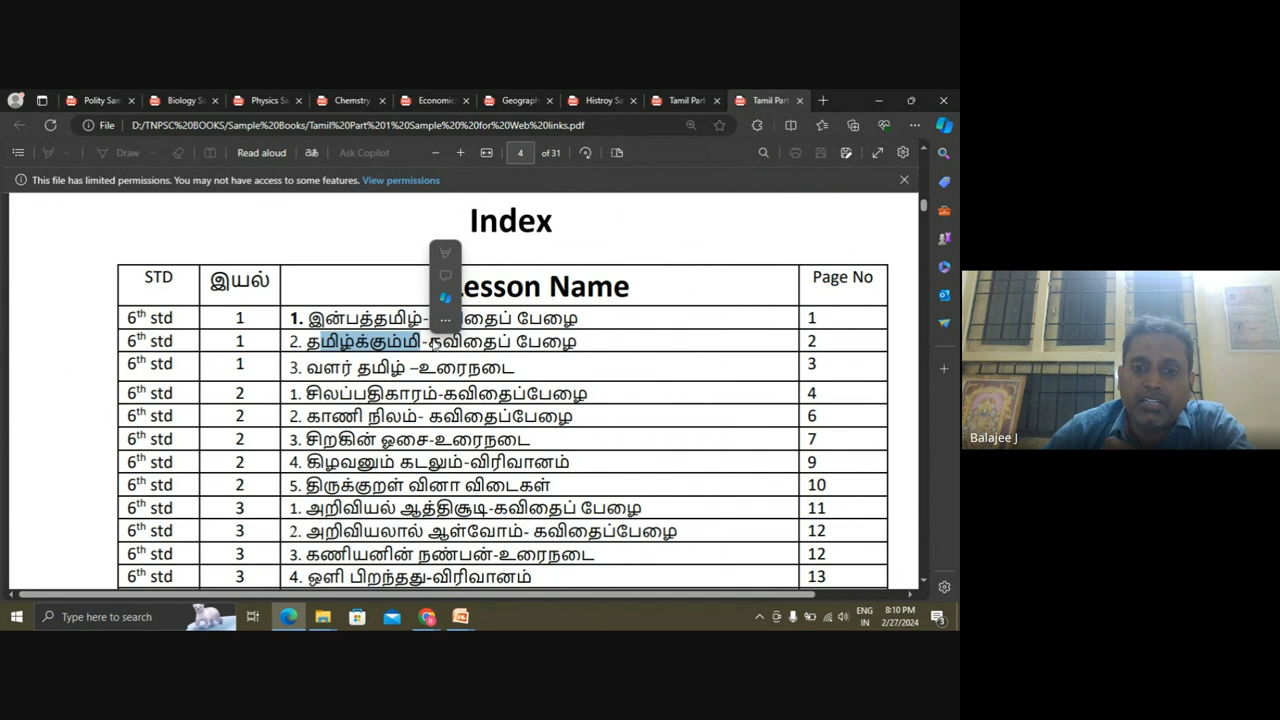 Polity Sam
Biology Sa
Physics Sa
Chemstry
Economic
Geograph
Histroy Sa
Tamil Part
Tamil Part
File
D:/TNPSC%20BOOKS/Sample%20Books/Tamil%20Part%201%20Sample%20%20for%20Web%20links.pdf
Draw
Read aloud
Ask Copilot
4 of 31
This file has limited permissions. You may not have access to some features. View permissions
Index
STD இயல் Lesson Name Page No
6th std 1 1. இன்பத்தமிழ்- கவிதைப் பேழை 1
6th std 1 2. தமிழ்க்கும்மி-கவிதைப் பேழை 2
6th std 1 3. வளர் தமிழ் –உரைநடை 3
6th std 2 1. சிலப்பதிகாரம்-கவிதைப்பேழை 4
6th std 2 2. காணி நிலம்- கவிதைப்பேழை 6
6th std 2 3. சிறகின் ஓசை-உரைநடை 7
6th std 2 4. கிழவனும் கடலும்-விரிவானம் 9
6th std 2 5. திருக்குறள் வினா விடைகள் 10
6th std 3 1. அறிவியல் ஆத்திசூடி-கவிதைப் பேழை 11
6th std 3 2. அறிவியலால் ஆள்வோம்- கவிதைப்பேழை 12
6th std 3 3. கணியனின் நண்பன்-உரைநடை 12
6th std 3 4. ஒளி பிறந்தது-விரிவானம் 13
Balajee J
Type here to search
ENG
IN
8:10 PM
2/27/2024
3